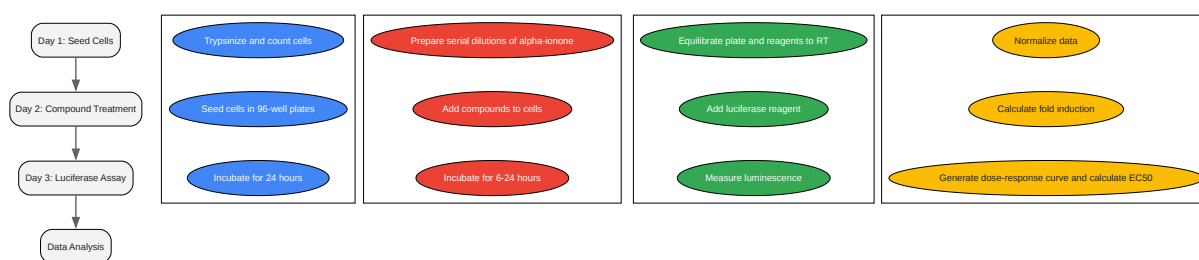 Day 1: Seed Cells
Day 2: Compound Treatment
Day 3: Luciferase Assay
Data Analysis
Trypsinize and count cells
Seed cells in 96-well plates
Incubate for 24 hours
Prepare serial dilutions of alpha-ionone
Add compounds to cells
Incubate for 6-24 hours
Equilibrate plate and reagents to RT
Add luciferase reagent
Measure luminescence
Normalize data
Calculate fold induction
Generate dose-response curve and calculate EC50